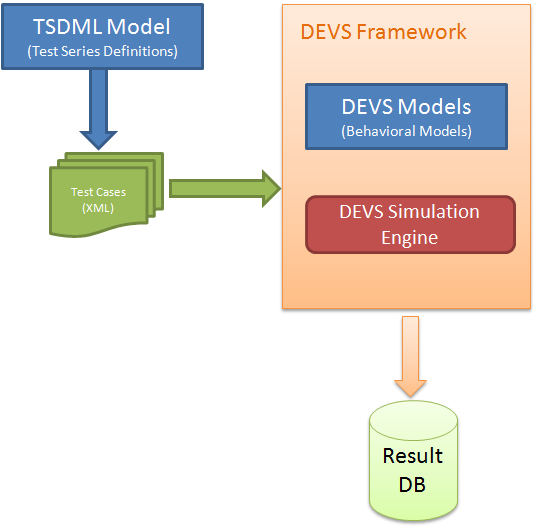 TSDML Model
(Test Series Definitions)
Test Cases
(XML)
DEVS Framework
DEVS Models
(Behavioral Models)
DEVS Simulation
Engine
Result
DB